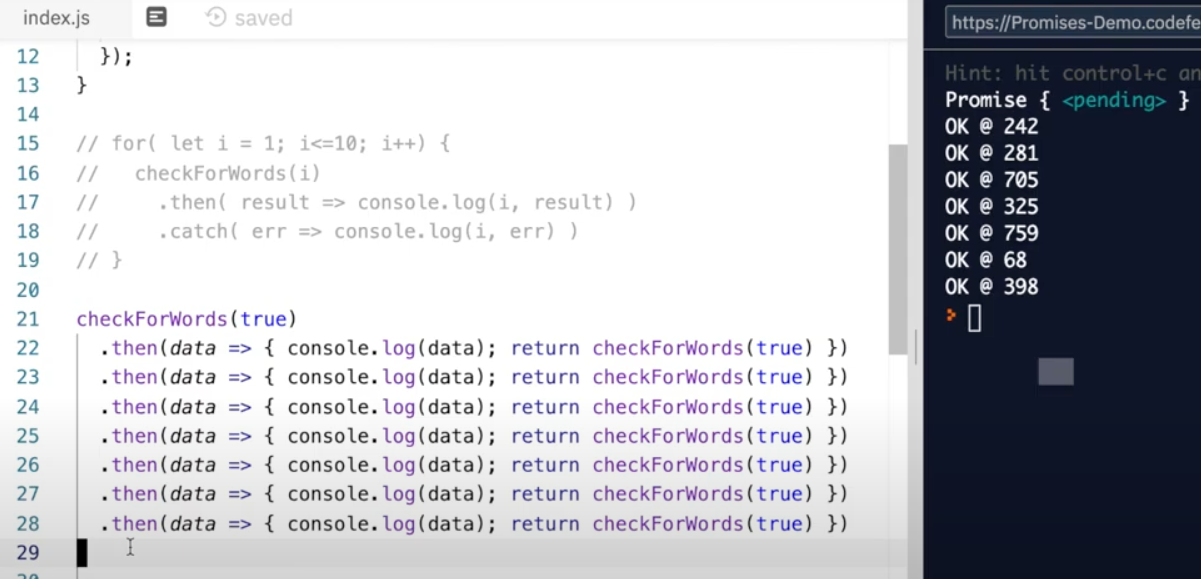 index.js saved
12 });
13 }
14
15 // for( let i = 1; i<=10; i++) {
16 //   checkForWords(i)
17 //     .then( result => console.log(i, result) )
18 //     .catch( err => console.log(i, err) )
19 // }
20
21 checkForWords(true)
22   .then(data => { console.log(data); return checkForWords(true) })
23   .then(data => { console.log(data); return checkForWords(true) })
24   .then(data => { console.log(data); return checkForWords(true) })
25   .then(data => { console.log(data); return checkForWords(true) })
26   .then(data => { console.log(data); return checkForWords(true) })
27   .then(data => { console.log(data); return checkForWords(true) })
28   .then(data => { console.log(data); return checkForWords(true) })
29
https://Promises-Demo.codefe
Hint: hit control+c an
Promise { <pending> }
OK @ 242
OK @ 281
OK @ 705
OK @ 325
OK @ 759
OK @ 68
OK @ 398